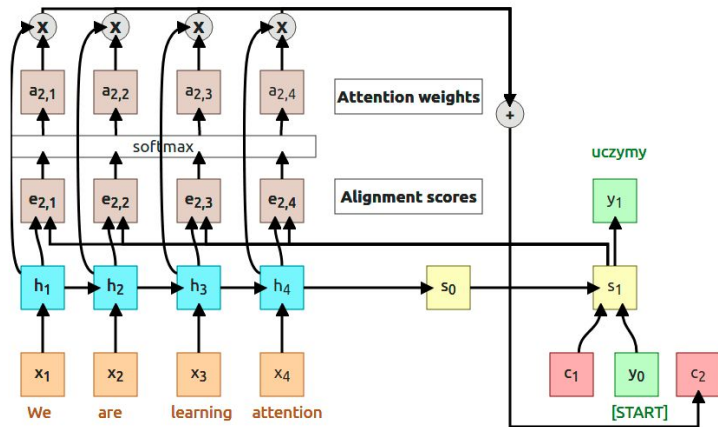 x x x x
a2,1 a2,2 a2,3 a2,4 Attention weights
+
softmax
uczymy
e2,1 e2,2 e2,3 e2,4 Alignment scores y1
h1 h2 h3 h4 s0 s1
x1 x2 x3 x4 c1 y0 c2
We are learning attention [START]